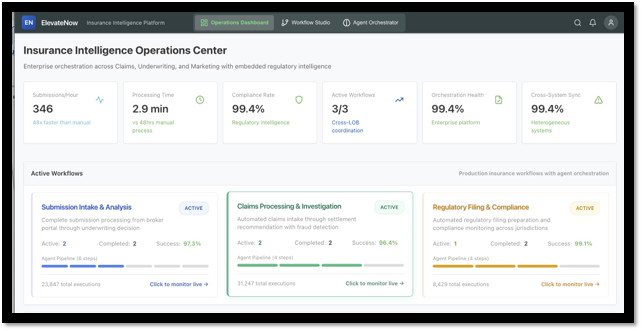 EN ElevateNow Insurance Intelligence Platform Operations Dashboard Workflow Studio Agent Orchestrator
Insurance Intelligence Operations Center
Enterprise orchestration across Claims, Underwriting, and Marketing with embedded regulatory intelligence
Submissions/Hour
346
48x faster than manual
Processing Time
2.9 min
vs 48hrs manual
process
Compliance Rate
99.4%
Regulatory intelligence
Active Workflows
3/3
Cross-LOB
coordination
Orchestration Health
99.4%
Enterprise platform
Cross-System Sync
99.4%
Heterogeneous
systems
Active Workflows
Production insurance workflows with agent orchestration
Submission Intake & Analysis ACTIVE
Complete submission processing from broker
portal through underwriting decision
Active: 2 Completed: 2 Success: 97.3%
Agent Pipeline (6 steps)
23,847 total executions Click to monitor live →
Claims Processing & Investigation ACTIVE
Automated claims intake through settlement
recommendation with fraud detection
Active: 2 Completed: 2 Success: 96.4%
Agent Pipeline (4 steps)
31,247 total executions Click to monitor live →
Regulatory Filing & Compliance ACTIVE
Automated regulatory filing preparation and
compliance monitoring across jurisdictions
Active: 1 Completed: 2 Success: 99.1%
Agent Pipeline (4 steps)
8,429 total executions Click to monitor live →